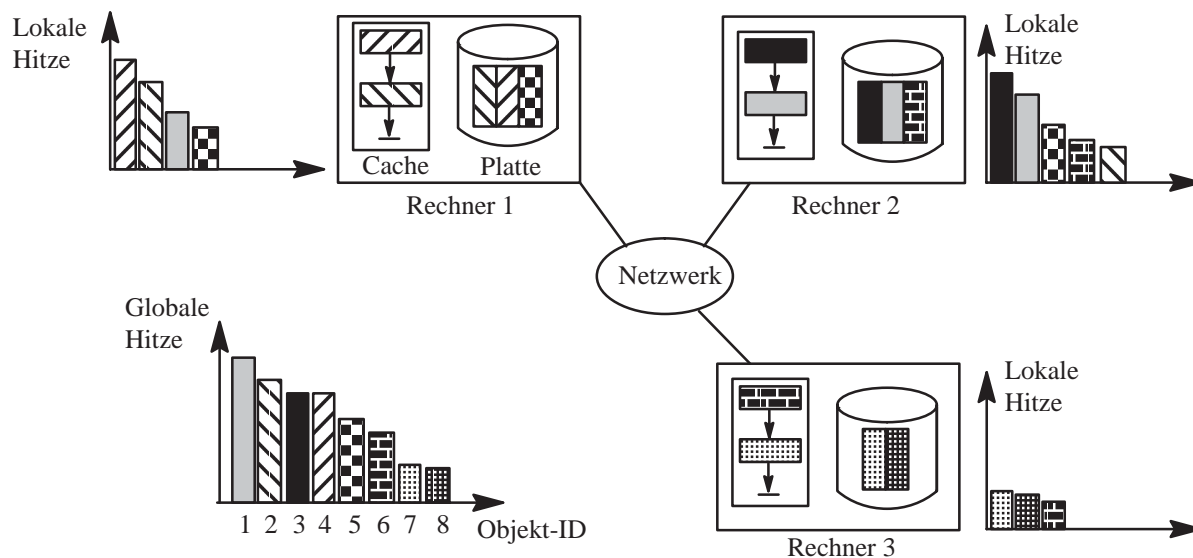 Lokale
Hitze
Cache
Platte
Rechner 1
Lokale
Hitze
Rechner 2
Netzwerk
Globale
Hitze
1 2 3 4 5 6 7 8 Objekt-ID
Lokale
Hitze
Rechner 3